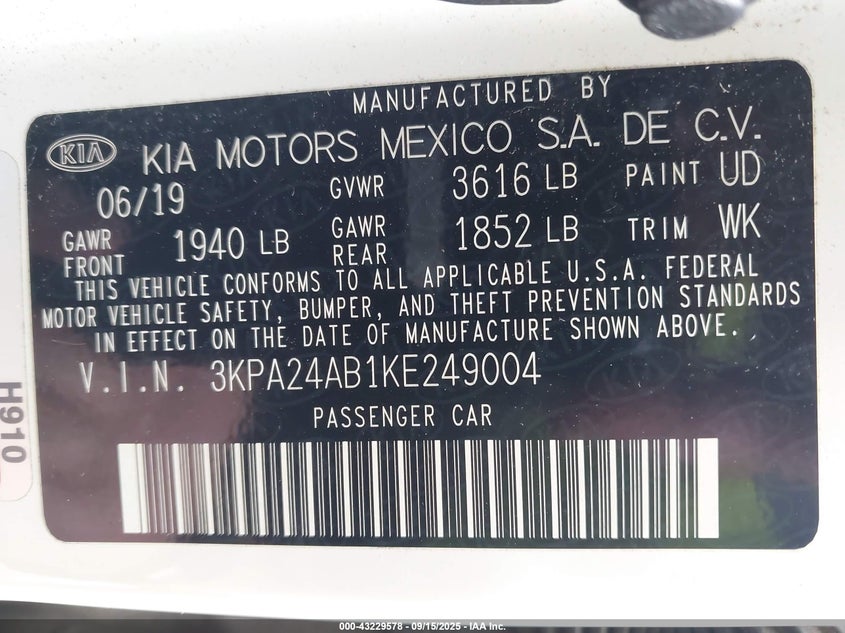 MANUFACTURED BY
KIA KIA MOTORS MEXICO S.A. DE C.V.
06/19 GVWR 3616 LB PAINT UD
GAWR FRONT 1940 LB GAWR REAR 1852 LB TRIM WK
THIS VEHICLE CONFORMS TO ALL APPLICABLE U.S.A. FEDERAL
MOTOR VEHICLE SAFETY, BUMPER, AND THEFT PREVENTION STANDARDS
IN EFFECT ON THE DATE OF MANUFACTURE SHOWN ABOVE.
V.I.N. 3KPA24AB1KE249004
PASSENGER CAR
H910
000-43229578 - 09/15/2025 - IAA Inc.